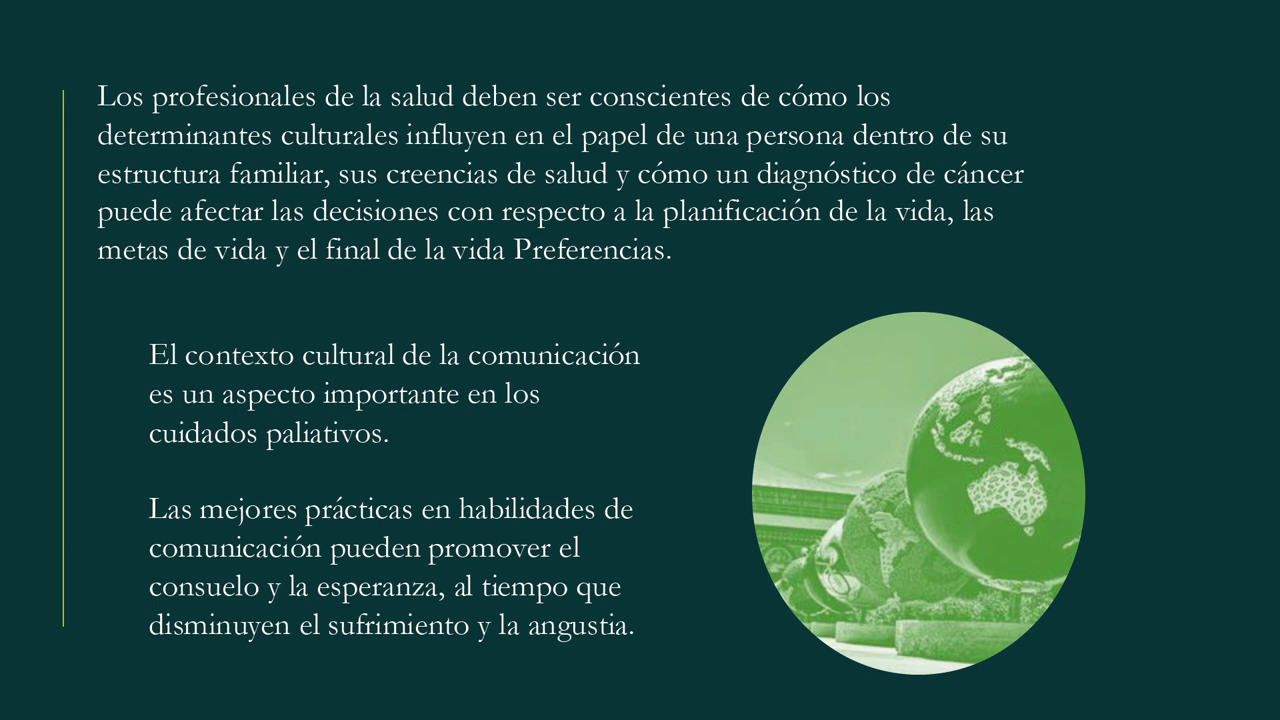 Los profesionales de la salud deben ser conscientes de cómo los
determinantes culturales influyen en el papel de una persona dentro de su
estructura familiar, sus creencias de salud y cómo un diagnóstico de cáncer
puede afectar las decisiones con respecto a la planificación de la vida, las
metas de vida y el final de la vida Preferencias.
El contexto cultural de la comunicación
es un aspecto importante en los
cuidados paliativos.
Las mejores prácticas en habilidades de
comunicación pueden promover el
consuelo y la esperanza, al tiempo que
disminuyen el sufrimiento y la angustia.